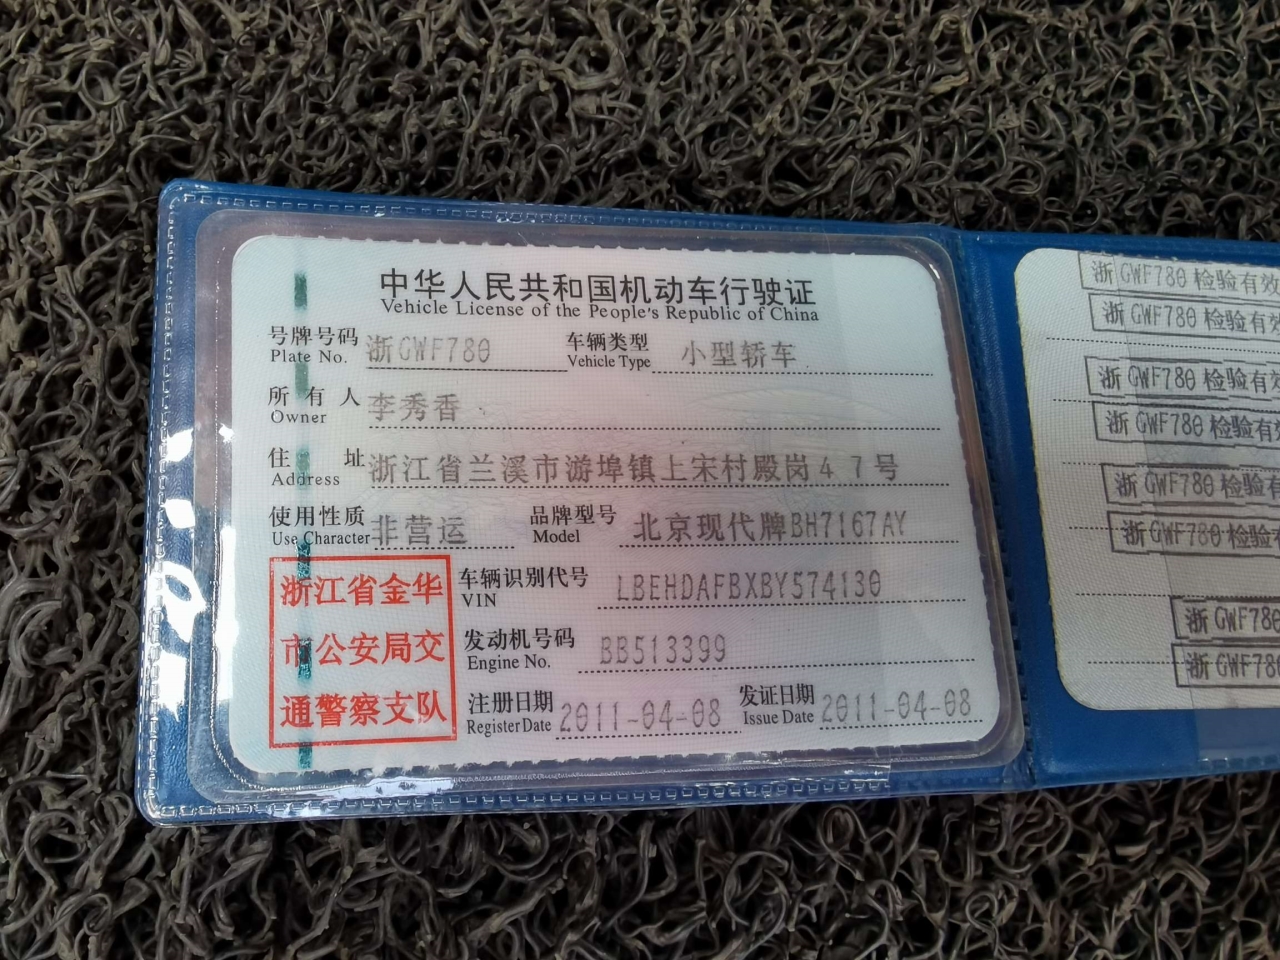 中华人民共和国机动车行驶证
Vehicle License of the People's Republic of China
号牌号码 浙GWF780 车辆类型 小型轿车
Plate No. Vehicle Type
所有人 李秀香
Owner
住址 浙江省兰溪市游埠镇上宋村殿岗47号
Address
使用性质 非营运 品牌型号 北京现代牌BH7167AY
Use Character Model
浙江省金华
市公安局交
通警察支队
车辆识别代号 LBEHDAFBXBY574130
VIN
发动机号码 BB513399
Engine No.
注册日期 2011-04-08 发证日期 2011-04-08
Register Date Issue Date
浙GWF780检验有效
浙GWF780检验有效
浙GWF780检验有效
浙GWF780检验有
浙GWF780检验有
浙GWF780检验有
浙GWF780
浙GWF78